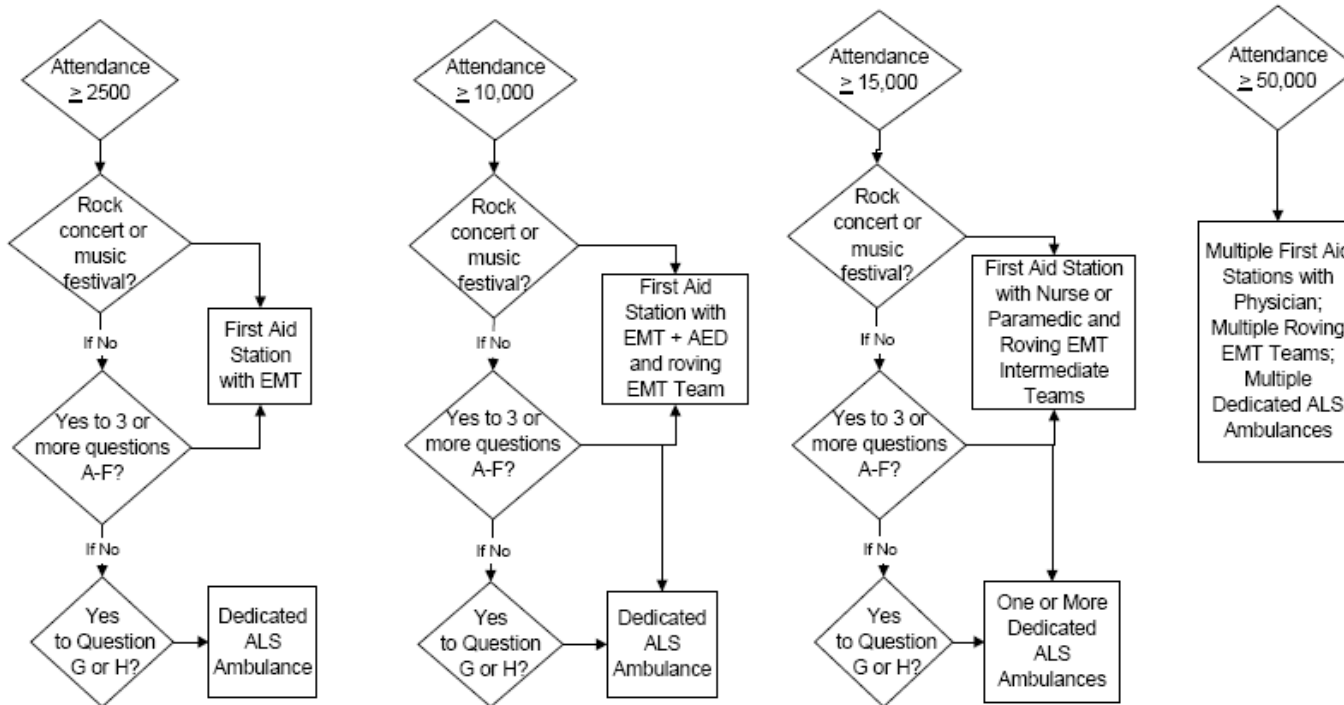 Attendance
≥ 2500
Rock
concert or
music
festival?
If No
First Aid
Station
with EMT
Yes to 3 or
more questions
A-F?
If No
Yes
to Question
G or H?
Dedicated
ALS
Ambulance
Attendance
≥ 10,000
Rock
concert or
music
festival?
If No
First Aid
Station with
EMT + AED
and roving
EMT Team
Yes to 3 or
more questions
A-F?
If No
Yes
to Question
G or H?
Dedicated
ALS
Ambulance
Attendance
≥ 15,000
Rock
concert or
music
festival?
If No
First Aid Station
with Nurse or
Paramedic and
Roving EMT
Intermediate
Teams
Yes to 3 or
more questions
A-F?
If No
Yes
to Question
G or H?
One or More
Dedicated
ALS
Ambulances
Attendance
≥ 50,000
Multiple First Aid
Stations with
Physician;
Multiple Roving
EMT Teams;
Multiple
Dedicated ALS
Ambulances